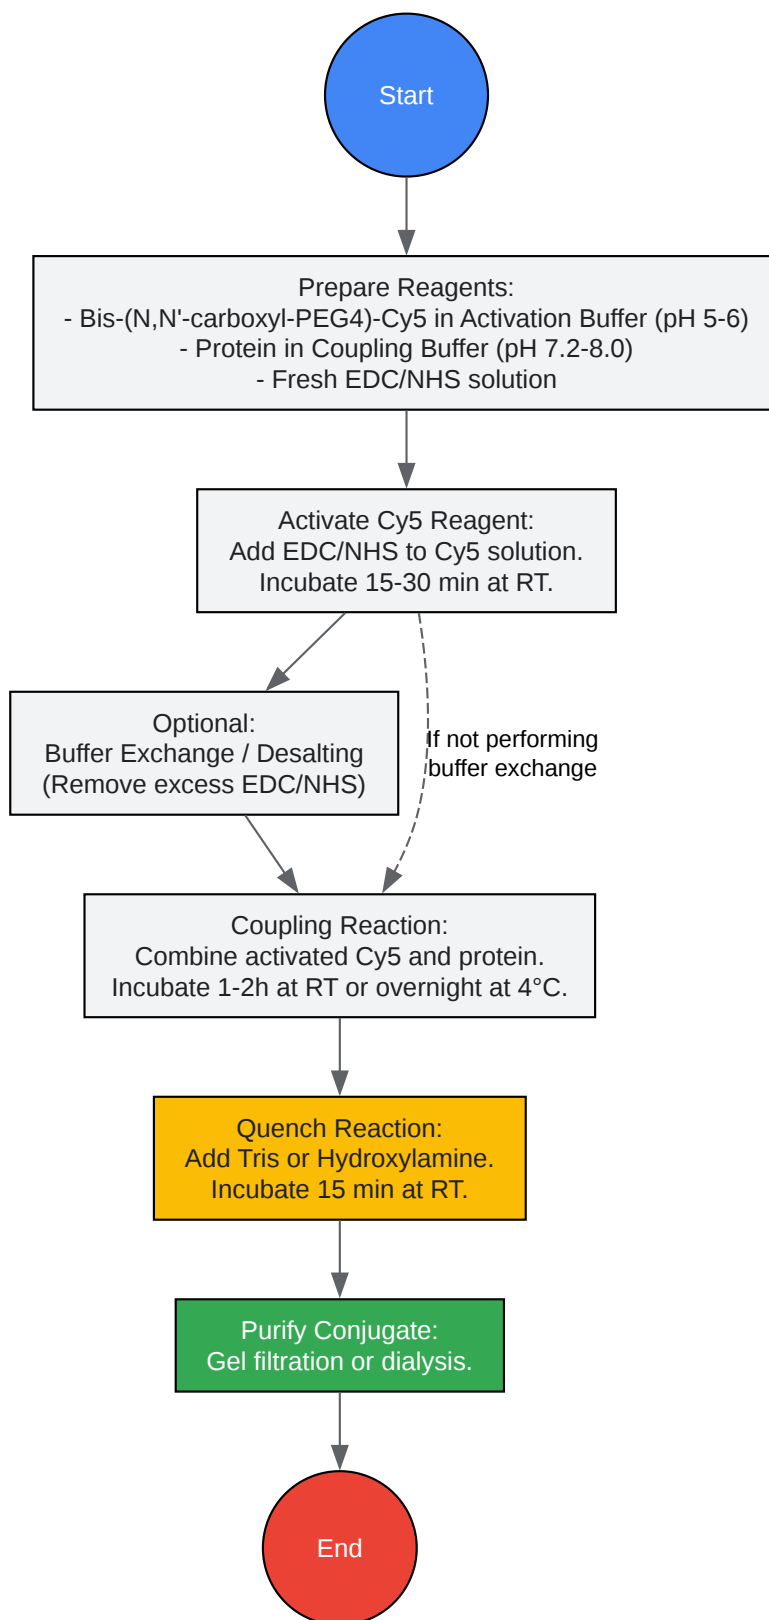 Start
Prepare Reagents:
- Bis-(N,N'-carboxyl-PEG4)-Cy5 in Activation Buffer (pH 5-6)
- Protein in Coupling Buffer (pH 7.2-8.0)
- Fresh EDC/NHS solution
Activate Cy5 Reagent:
Add EDC/NHS to Cy5 solution.
Incubate 15-30 min at RT.
Optional:
Buffer Exchange / Desalting
(Remove excess EDC/NHS)
If not performing
buffer exchange
Coupling Reaction:
Combine activated Cy5 and protein.
Incubate 1-2h at RT or overnight at 4°C.
Quench Reaction:
Add Tris or Hydroxylamine.
Incubate 15 min at RT.
Purify Conjugate:
Gel filtration or dialysis.
End